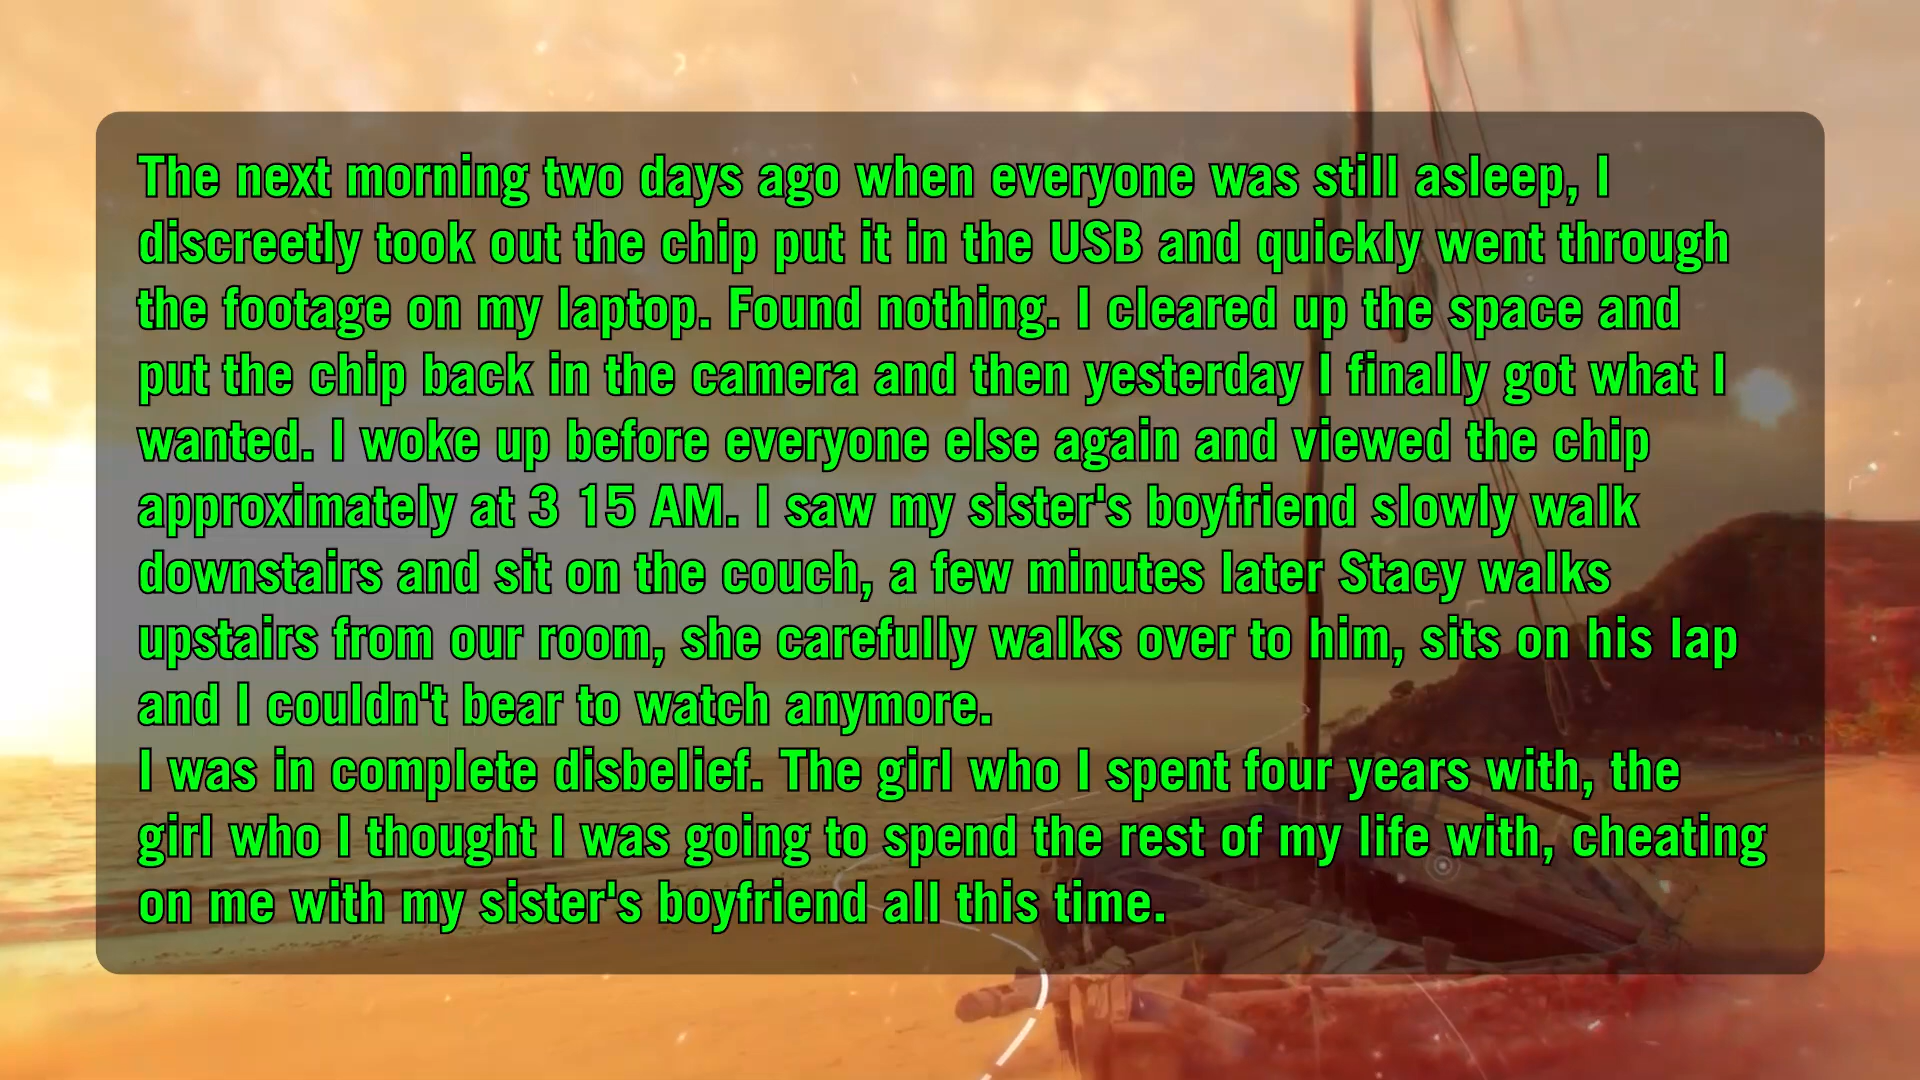 The next morning two days ago when everyone was still asleep, I
discreetly took out the chip put it in the USB and quickly went through
the footage on my laptop. Found nothing. I cleared up the space and
put the chip back in the camera and then yesterday I finally got what I
wanted. I woke up before everyone else again and viewed the chip
approximately at 3 15 AM. I saw my sister's boyfriend slowly walk
downstairs and sit on the couch, a few minutes later Stacy walks
upstairs from our room, she carefully walks over to him, sits on his lap
and I couldn't bear to watch anymore.
I was in complete disbelief. The girl who I spent four years with, the
girl who I thought I was going to spend the rest of my life with, cheating
on me with my sister's boyfriend all this time.